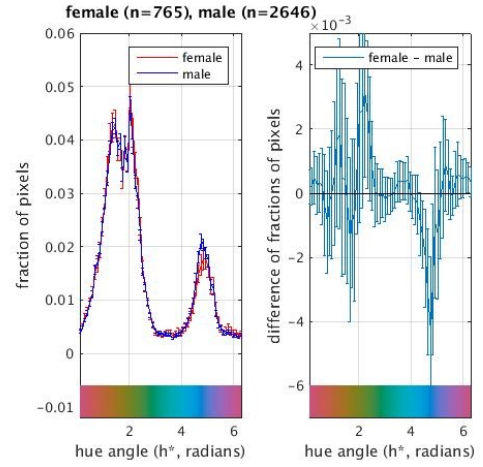 female (n=765), male (n=2646)
0.06
0.05
0.04
0.03
0.02
0.01
0
-0.01
fraction of pixels
female
male
2
4
6
hue angle (h*, radians)
×10⁻³
4
2
0
-2
-4
-6
difference of fractions of pixels
female - male
2
4
6
hue angle (h*, radians)